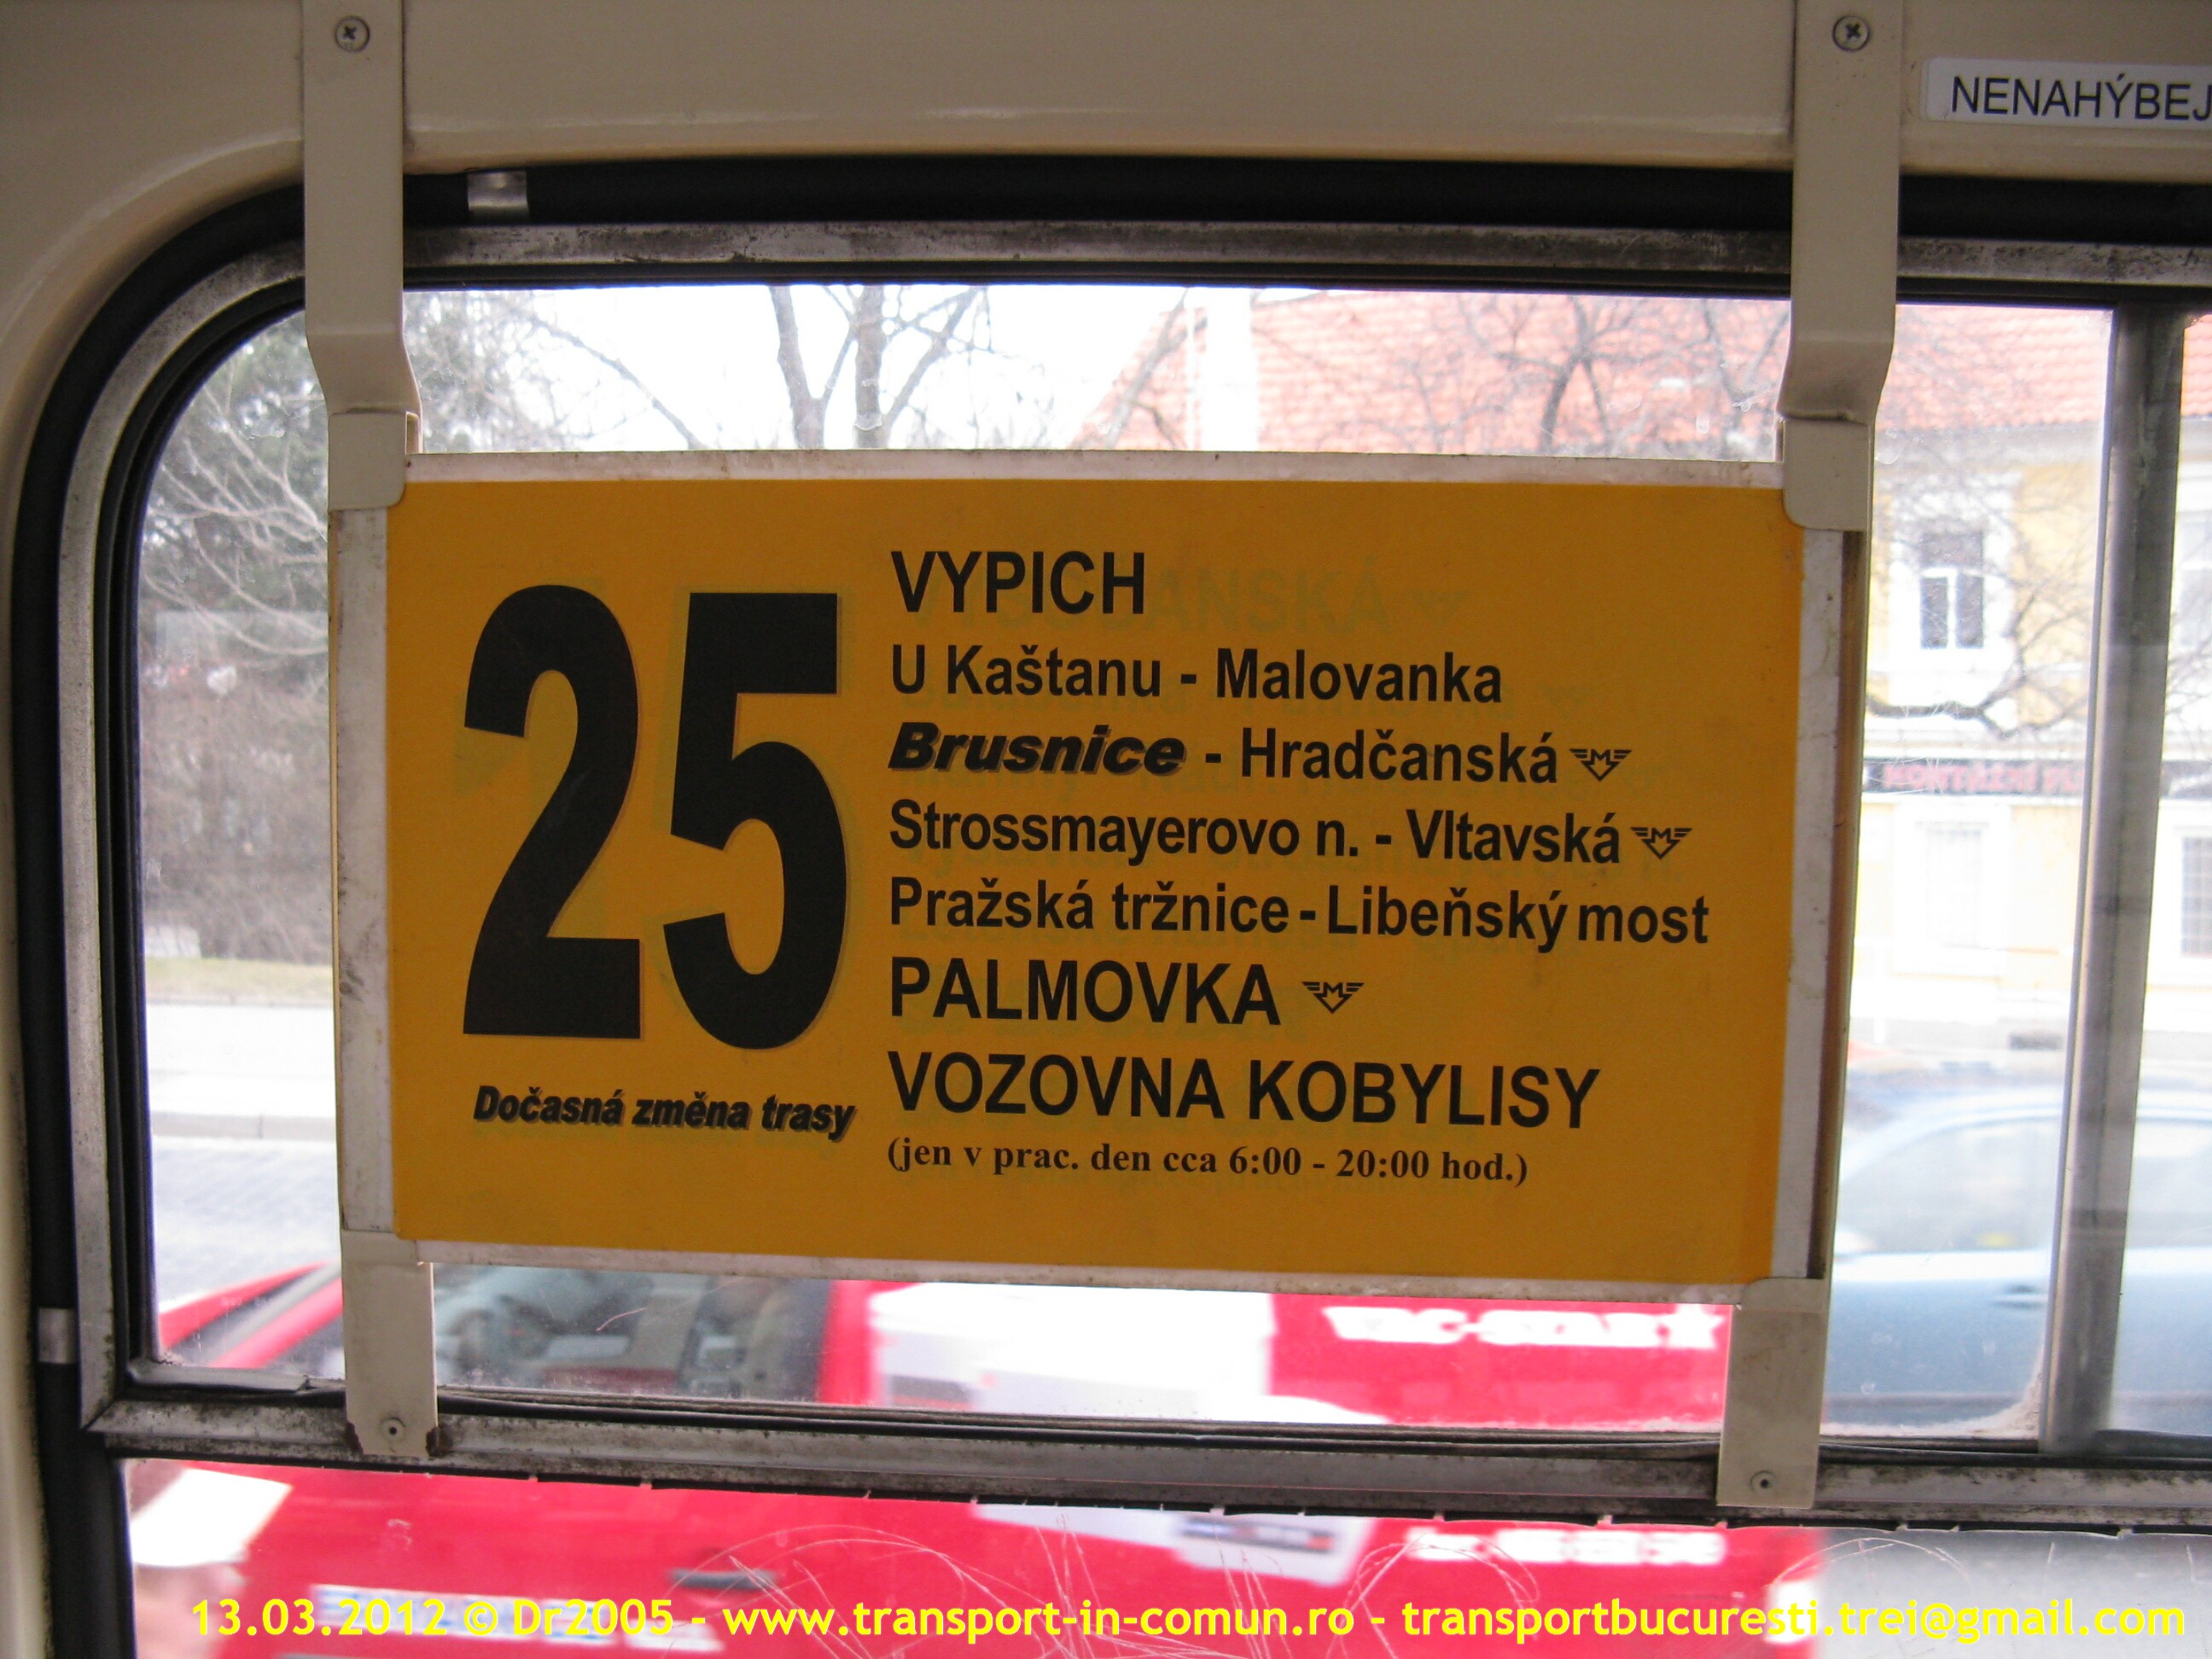 NENAHÝBEJ
25
VYPICH
U Kaštanu - Malovanka
Brusnice - Hradčanská
Strossmayerovo n. - Vltavská
Pražská tržnice - Libeňský most
PALMOVKA
VOZOVNA KOBYLISY
(jen v prac. den cca 6:00 - 20:00 hod.)
Dočasná změna trasy
13.03.2012 © Dr2005 - www.transport-in-comun.ro - transportbucuresti.trei@gmail.com